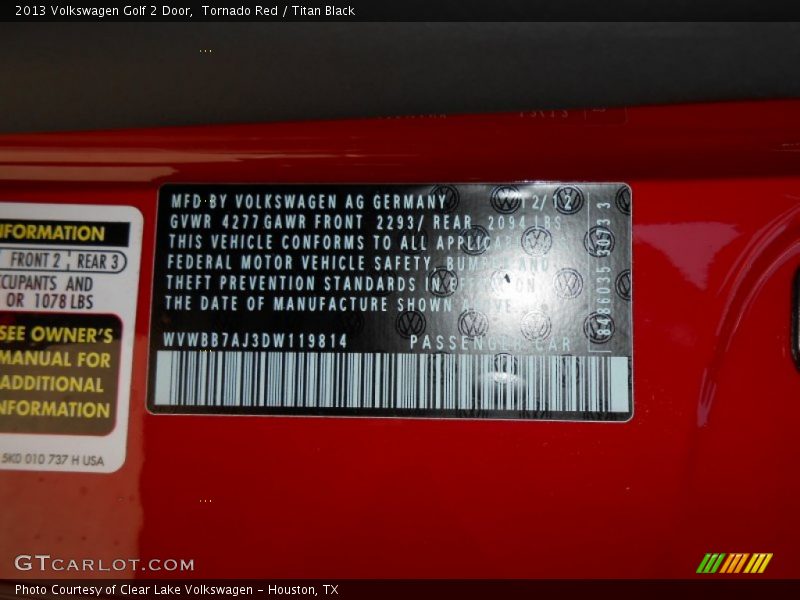 2013 Volkswagen Golf 2 Door, Tornado Red / Titan Black
MFD BY VOLKSWAGEN AG GERMANY 12/12
GVWR 4277 GAWR FRONT 2293/ REAR 2094 LBS
THIS VEHICLE CONFORMS TO ALL APPLICAB
FEDERAL MOTOR VEHICLE SAFETY, BUMPER AND
THEFT PREVENTION STANDARDS IN EFFECT ON
THE DATE OF MANUFACTURE SHOWN ABOVE
WVWBB7AJ3DW119814 PASSENGER CAR
NFORMATION
FRONT 2 REAR 3
CCUPANTS AND
OR 1078 LBS
SEE OWNER'S
MANUAL FOR
ADDITIONAL
NFORMATION
5K0 010 737 H USA
GTCARLOT.COM
Photo Courtesy of Clear Lake Volkswagen - Houston, TX